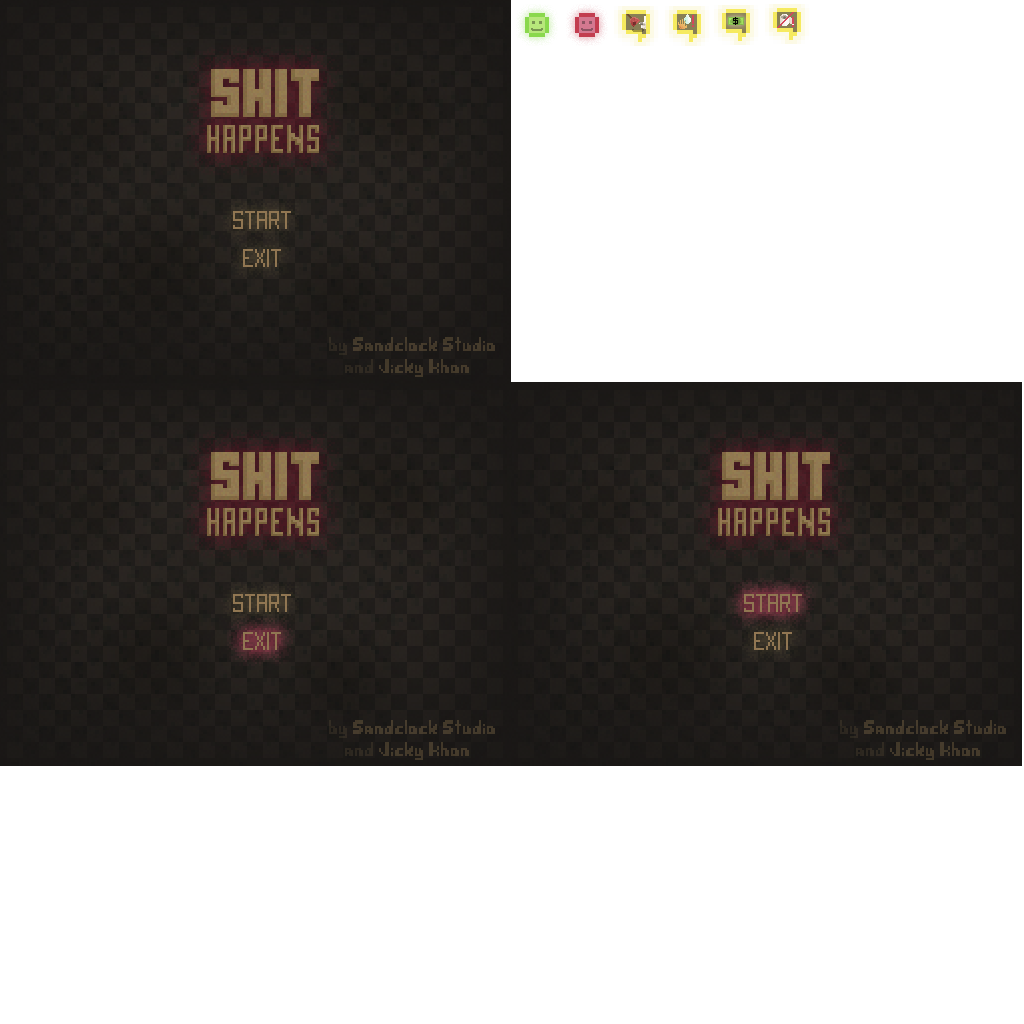 SHIT
HAPPENS
START
EXIT
by Sandclock Studio
and Vicky Khan
$
SHIT
HAPPENS
START
EXIT
by Sandclock Studio
and Vicky Khan
SHIT
HAPPENS
START
EXIT
by Sandclock Studio
and Vicky Khan